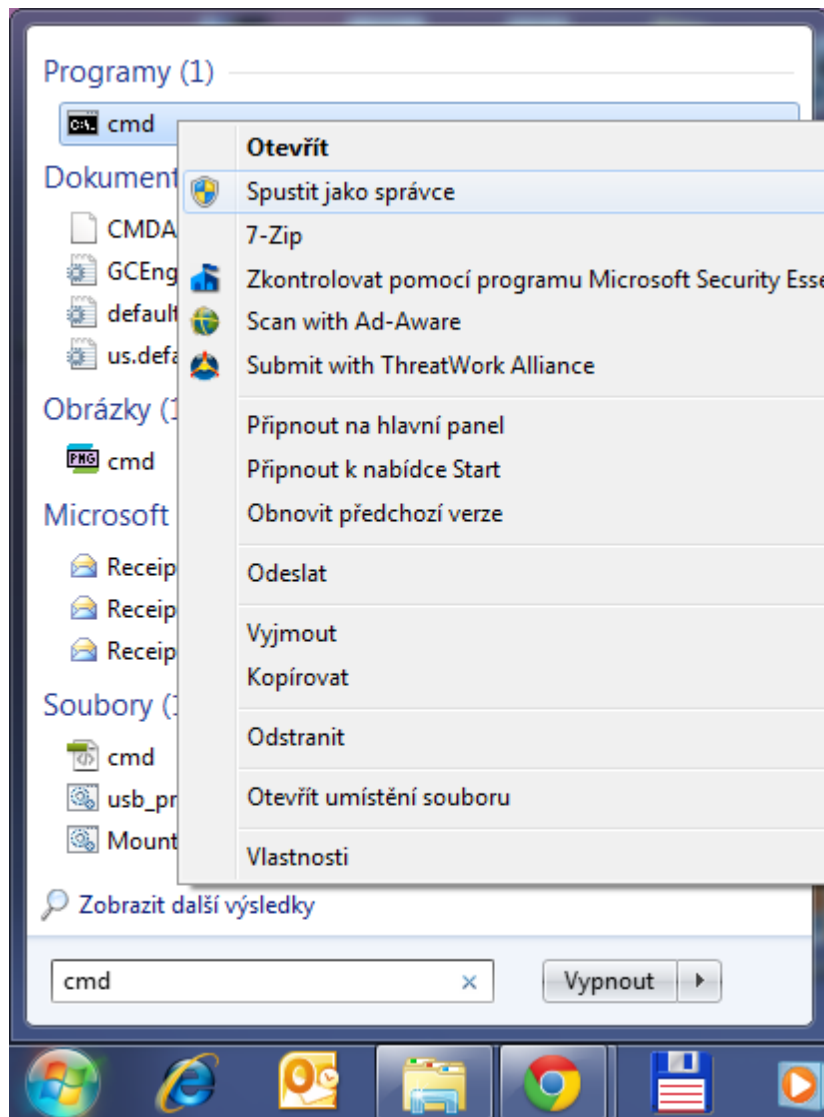 Programy (1)
cmd
Otevřít
Dokument
Spustit jako správce
CMDA
7-Zip
GCEng
Zkontrolovat pomocí programu Microsoft Security Esse
default
Scan with Ad-Aware
us.defa
Submit with ThreatWork Alliance
Obrázky (1
Připnout na hlavní panel
cmd
Připnout k nabídce Start
Microsoft
Obnovit předchozí verze
Receip
Odeslat
Receip
Vyjmout
Receip
Kopírovat
Soubory (
Odstranit
cmd
usb_pr
Otevřít umístění souboru
Mount
Vlastnosti
Zobrazit další výsledky
cmd
Vypnout